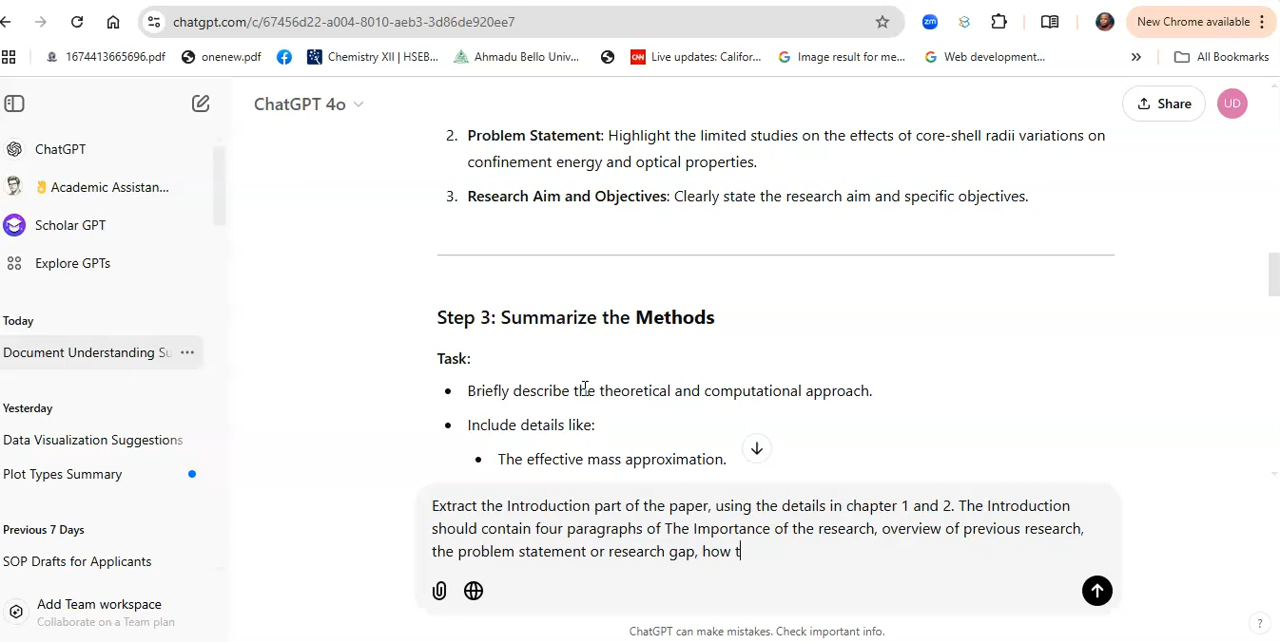 chatgpt.com/c/67456d22-a004-8010-aeb3-3d86de920ee7
zm
New Chrome available
1674413665696.pdf
onenew.pdf
Chemistry XII | HSEB...
Ahmadu Bello Univ...
CNN
Live updates: Califor...
Image result for me...
Web development...
»
All Bookmarks
ChatGPT 4o
Share
UD
ChatGPT
Academic Assistan...
Scholar GPT
Explore GPTs
Today
Document Understanding Su
Yesterday
Data Visualization Suggestions
Plot Types Summary
Previous 7 Days
SOP Drafts for Applicants
Add Team workspace
Collaborate on a Team plan
2. Problem Statement: Highlight the limited studies on the effects of core-shell radii variations on
confinement energy and optical properties.
3. Research Aim and Objectives: Clearly state the research aim and specific objectives.
Step 3: Summarize the Methods
Task:
• Briefly describe the theoretical and computational approach.
• Include details like:
• The effective mass approximation.
Extract the Introduction part of the paper, using the details in chapter 1 and 2. The Introduction
should contain four paragraphs of The Importance of the research, overview of previous research,
the problem statement or research gap, how t
ChatGPT can make mistakes. Check important info.
?